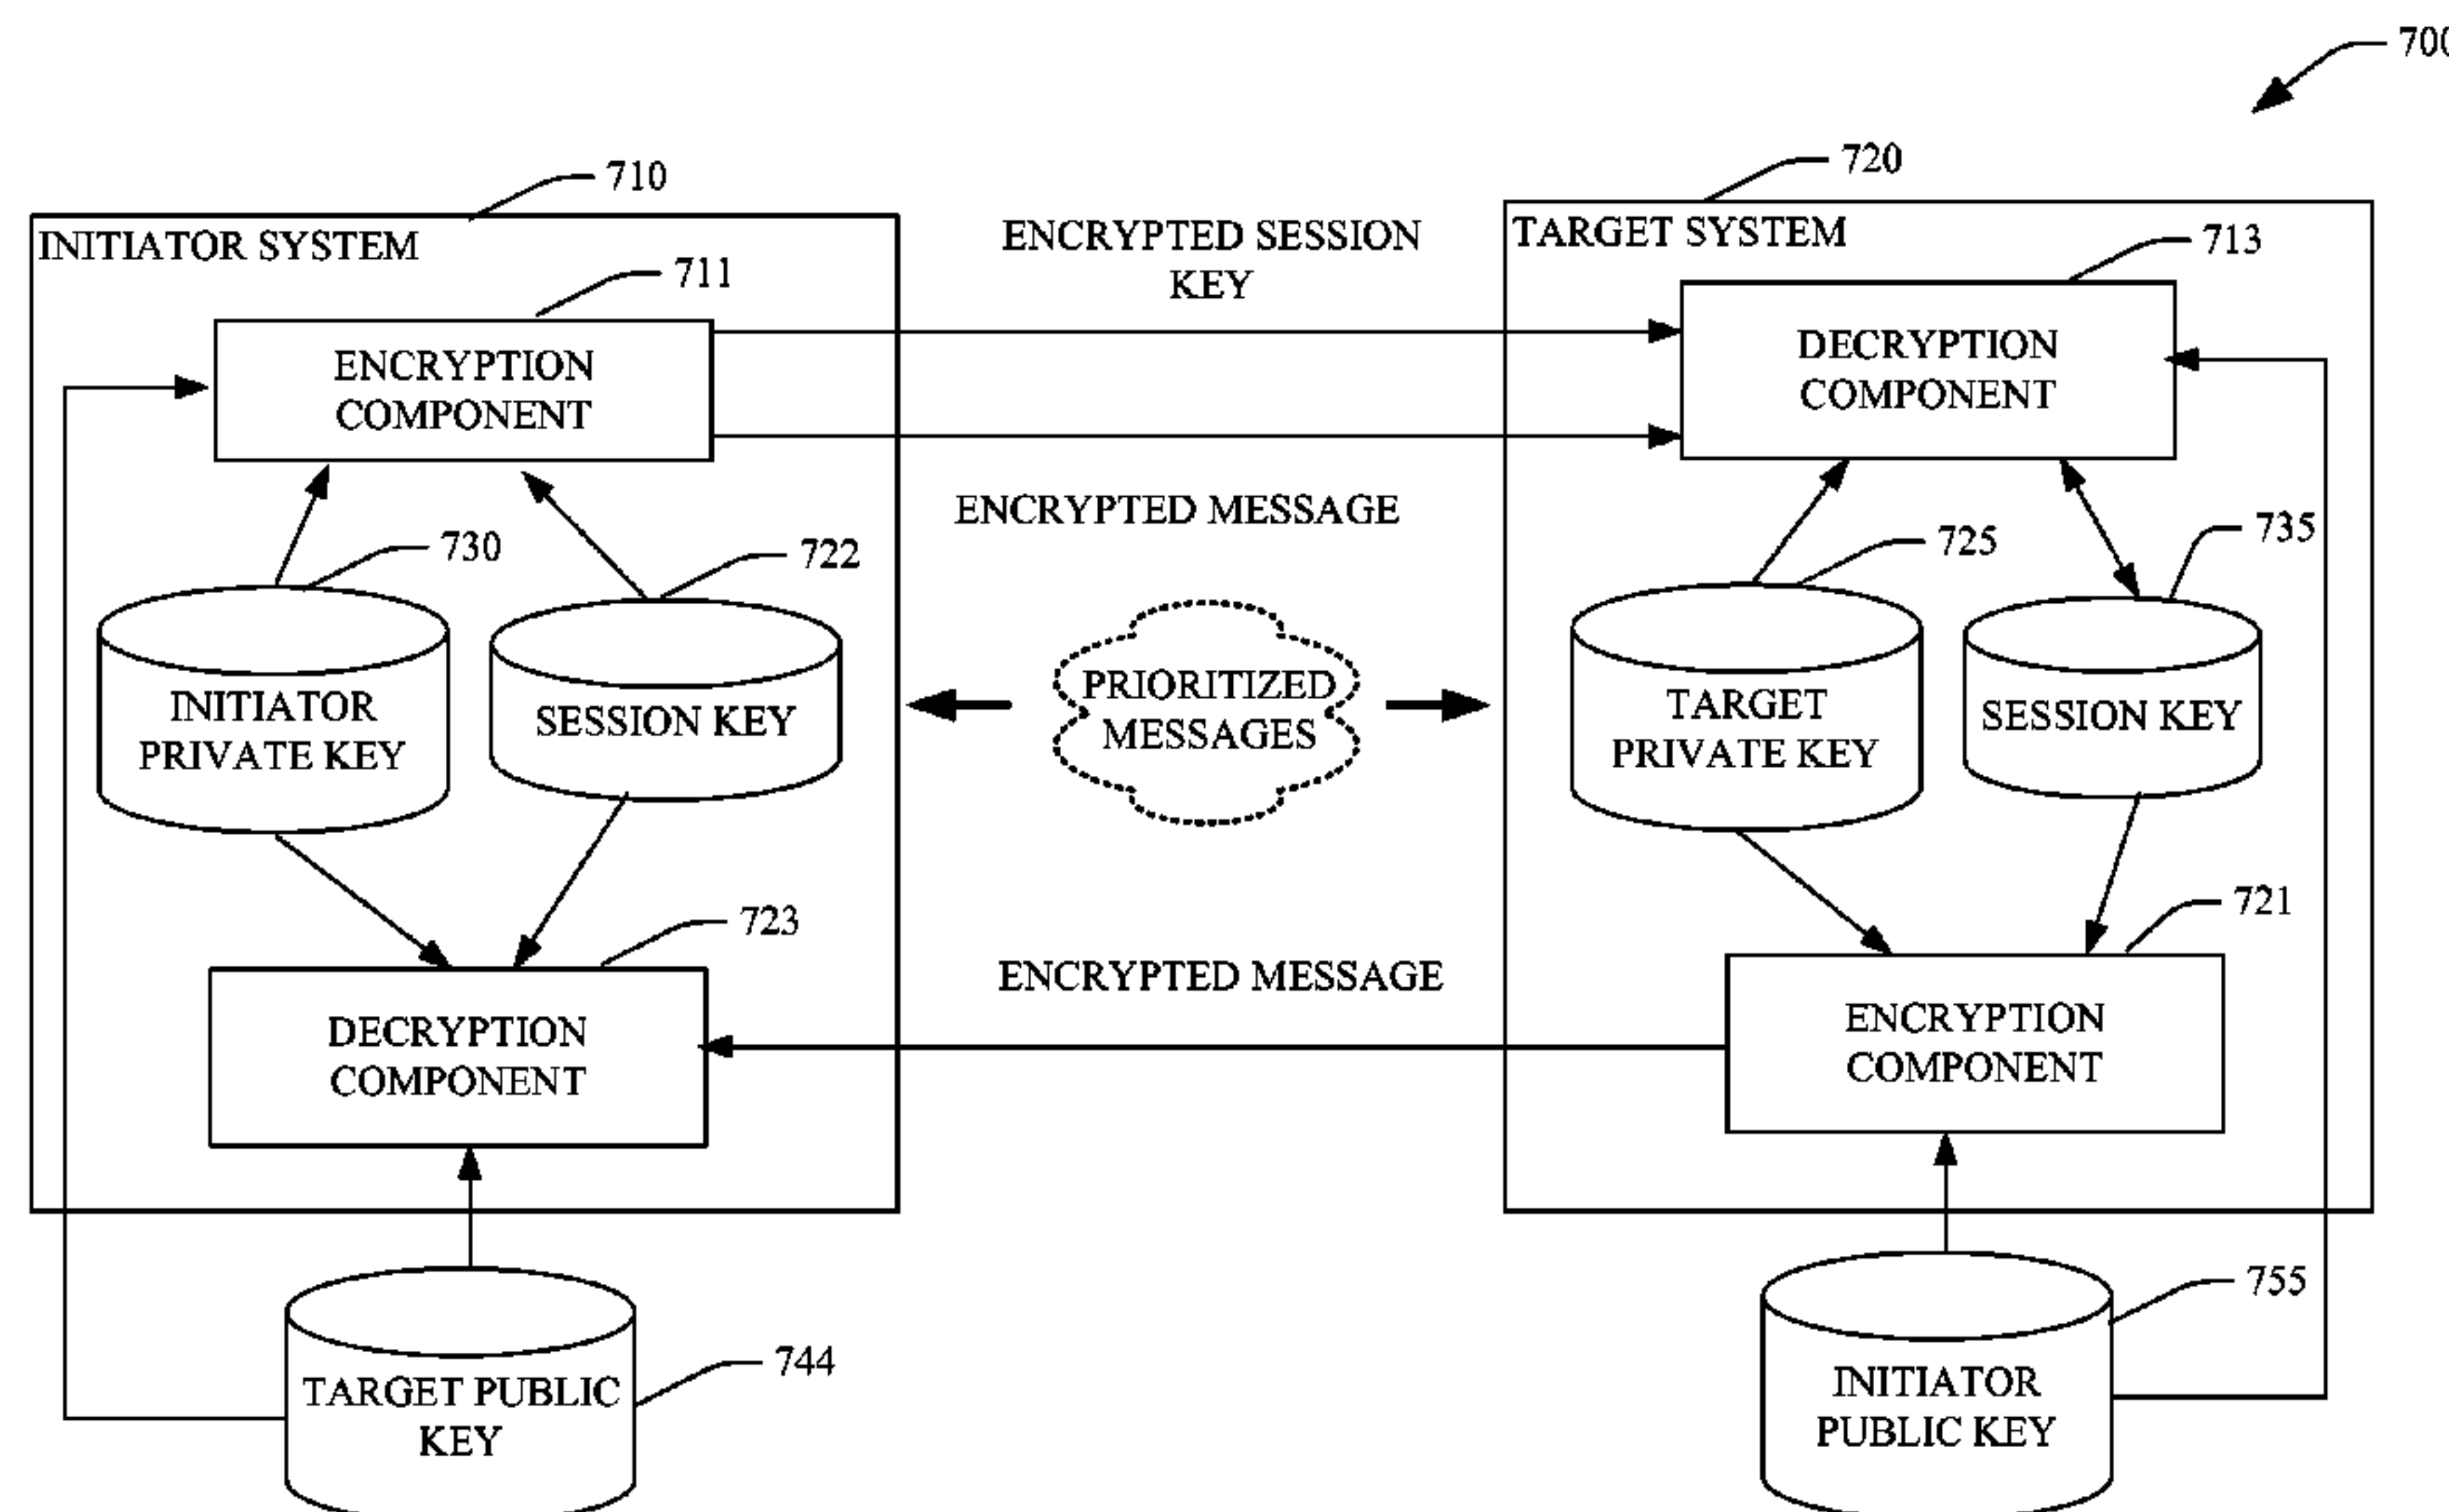 700
710
720
INITIATOR SYSTEM
ENCRYPTED SESSION
KEY
TARGET SYSTEM
713
711
ENCRYPTION
COMPONENT
DECRYPTION
COMPONENT
ENCRYPTED MESSAGE
730
722
725
735
INITIATOR
PRIVATE KEY
SESSION KEY
PRIORITIZED
MESSAGES
TARGET
PRIVATE KEY
SESSION KEY
723
721
ENCRYPTED MESSAGE
DECRYPTION
COMPONENT
ENCRYPTION
COMPONENT
744
755
TARGET PUBLIC
KEY
INITIATOR
PUBLIC KEY